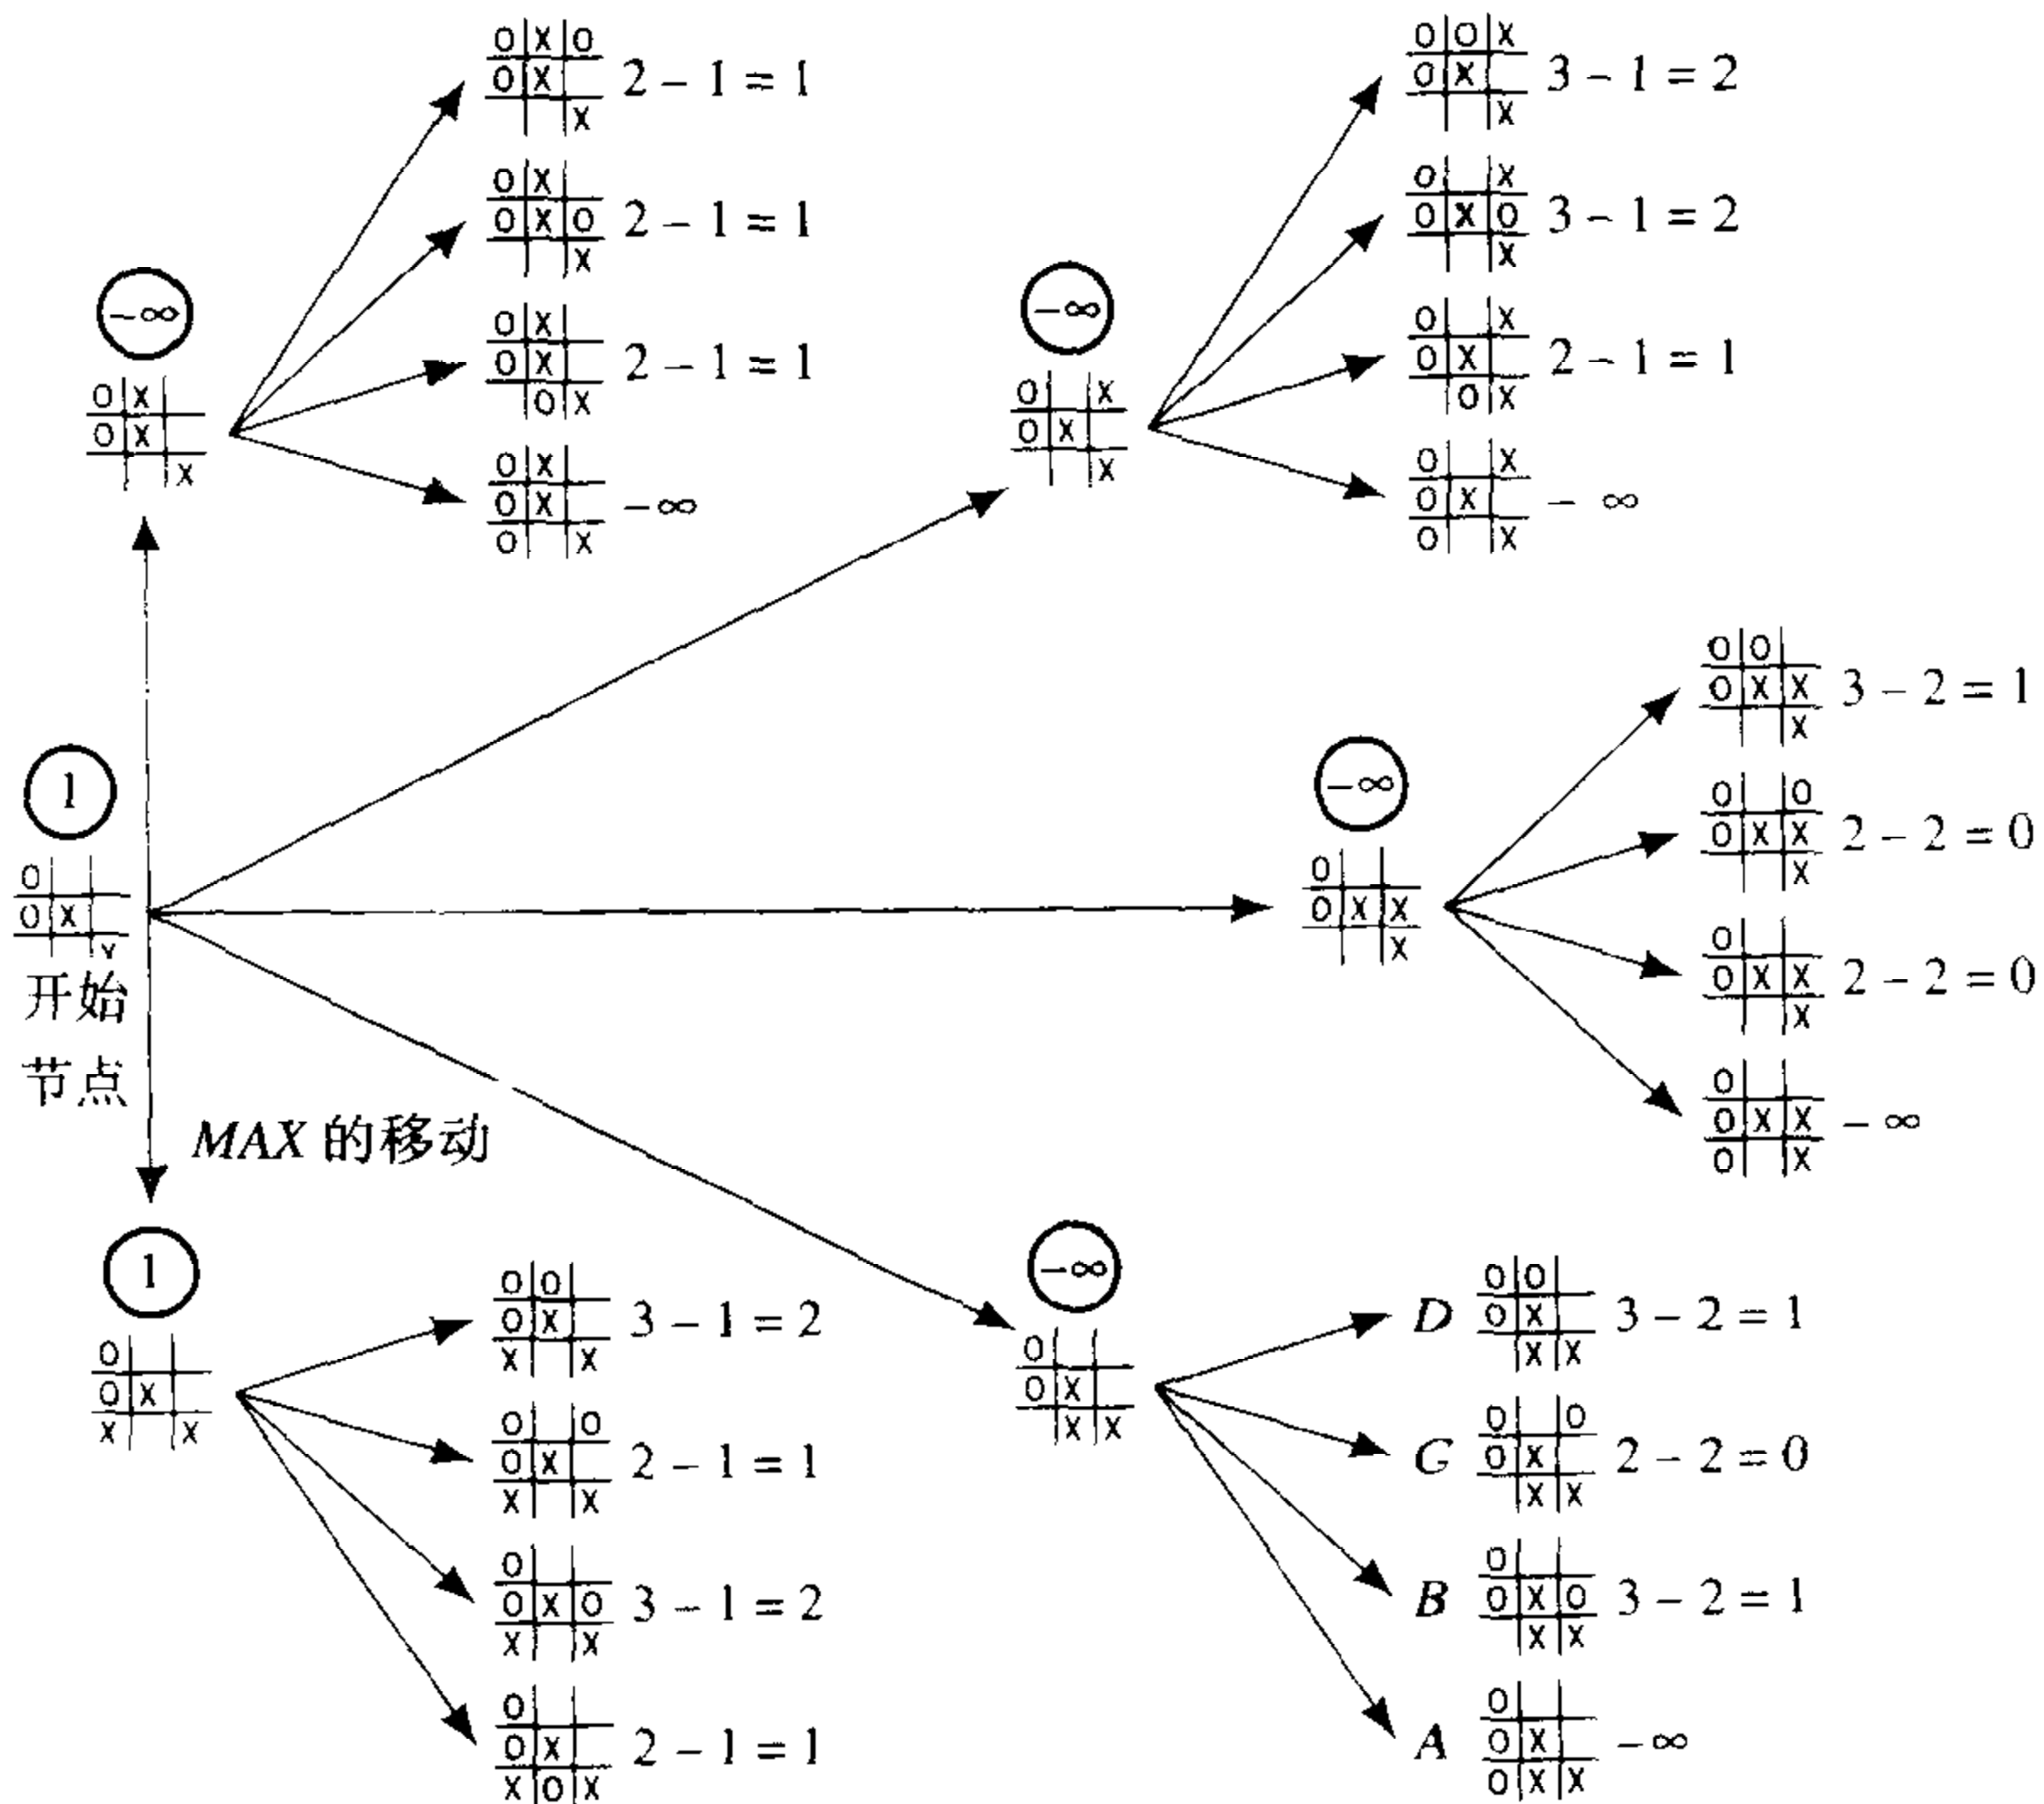 O X O
O X 2 – 1 = 1
X
O X
O X O 2 – 1 = 1
X
O X
O X 2 – 1 = 1
O X
O X
O X – ∞
O X
– ∞
O X
O X
X
O O X
O X 3 – 1 = 2
X
O X
O X O 3 – 1 = 2
X
O X
O X 2 – 1 = 1
O X
O X
O X – ∞
O X
– ∞
O X
O X
X
O O
O X X 3 – 2 = 1
X
O O
O X X 2 – 2 = 0
X
O
O X X 2 – 2 = 0
X
O
O X X – ∞
O X
– ∞
O
O X X
X
1
O
O X
X
开始
节点
MAX 的移动
1
O
O X
X X
O O
O X 3 – 1 = 2
X X
O O
O X 2 – 1 = 1
X X
O
O X O 3 – 1 = 2
X X
O
O X 2 – 1 = 1
X O X
– ∞
O
O X
X X
O O
D O X 3 – 2 = 1
X X
O O
C O X 2 – 2 = 0
X X
O
B O X O 3 – 2 = 1
X X
O
A O X – ∞
O X X